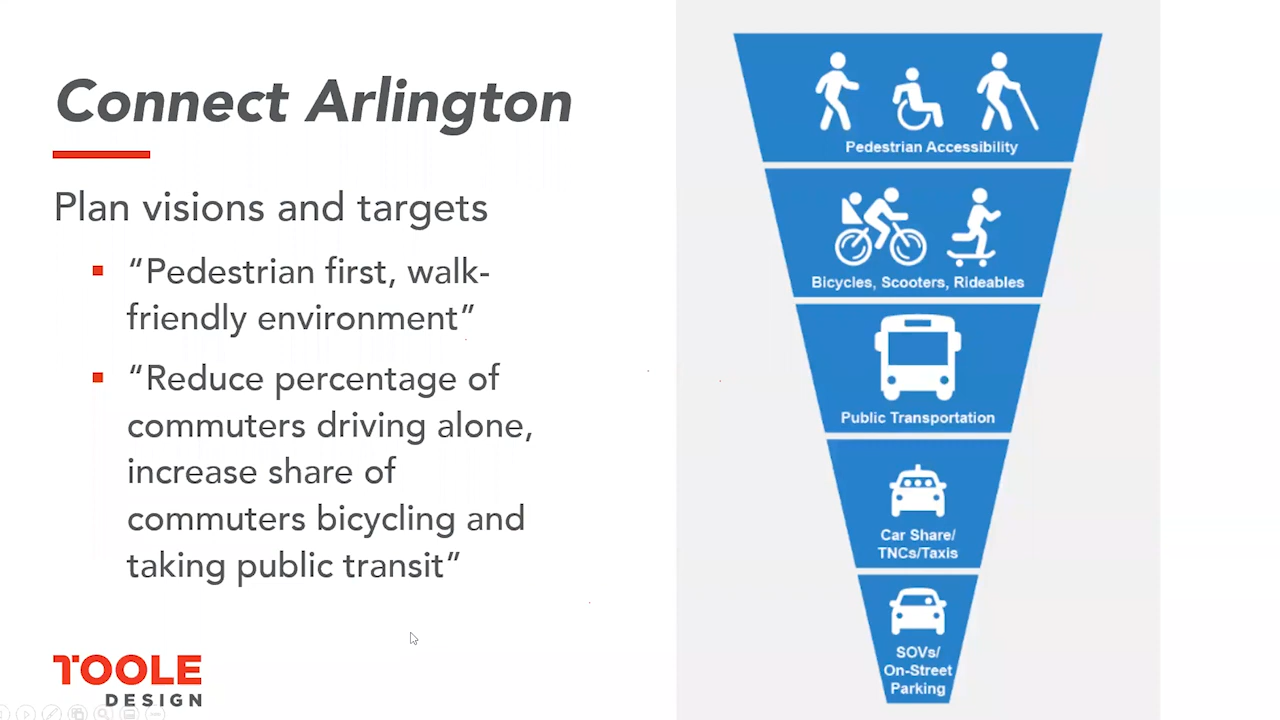 Connect Arlington
Plan visions and targets
“Pedestrian first, walk-
friendly environment”
“Reduce percentage of
commuters driving alone,
increase share of
commuters bicycling and
taking public transit”
TOOLE
DESIGN
Pedestrian Accessibility
Bicycles, Scooters, Rideables
Public Transportation
Car Share/
TNCs/Taxis
SOVs/
On-Street
Parking